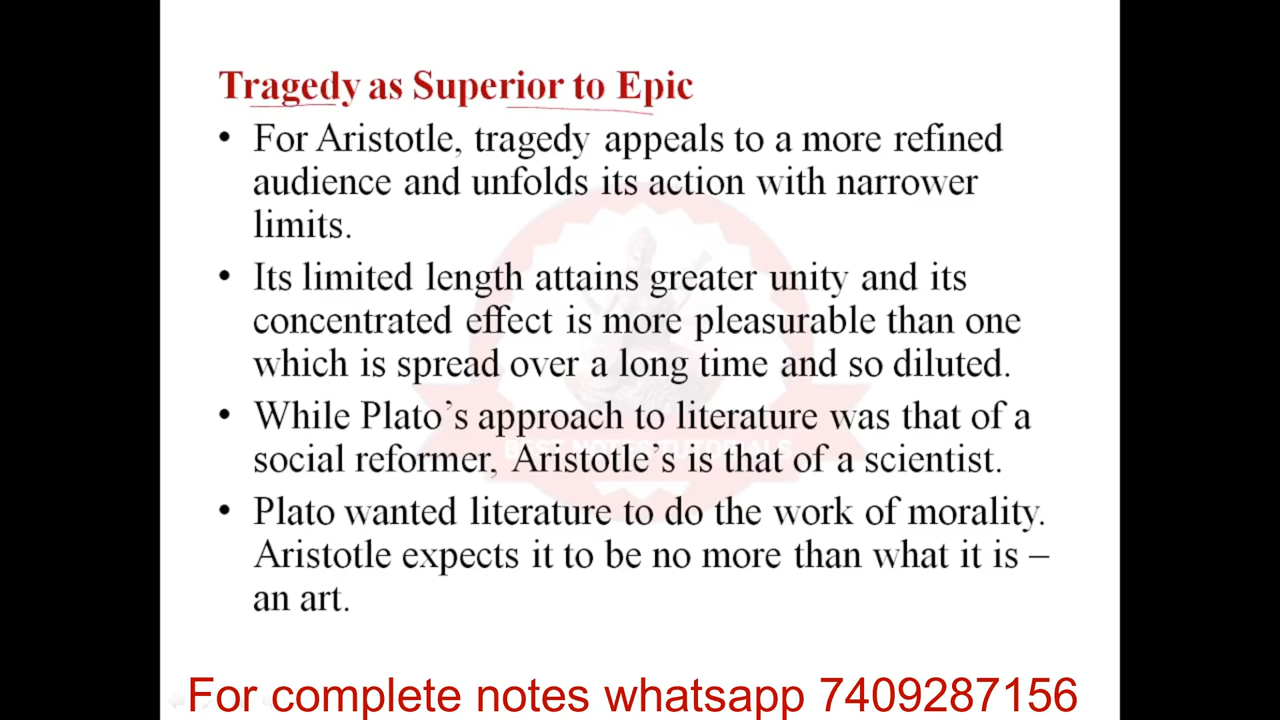 Tragedy as Superior to Epic
• For Aristotle, tragedy appeals to a more refined
audience and unfolds its action with narrower
limits.
• Its limited length attains greater unity and its
concentrated effect is more pleasurable than one
which is spread over a long time and so diluted.
• While Plato’s approach to literature was that of a
social reformer, Aristotle’s is that of a scientist.
BEST NOTES TUTORIALS
• Plato wanted literature to do the work of morality.
Aristotle expects it to be no more than what it is –
an art.
For complete notes whatsapp 7409287156